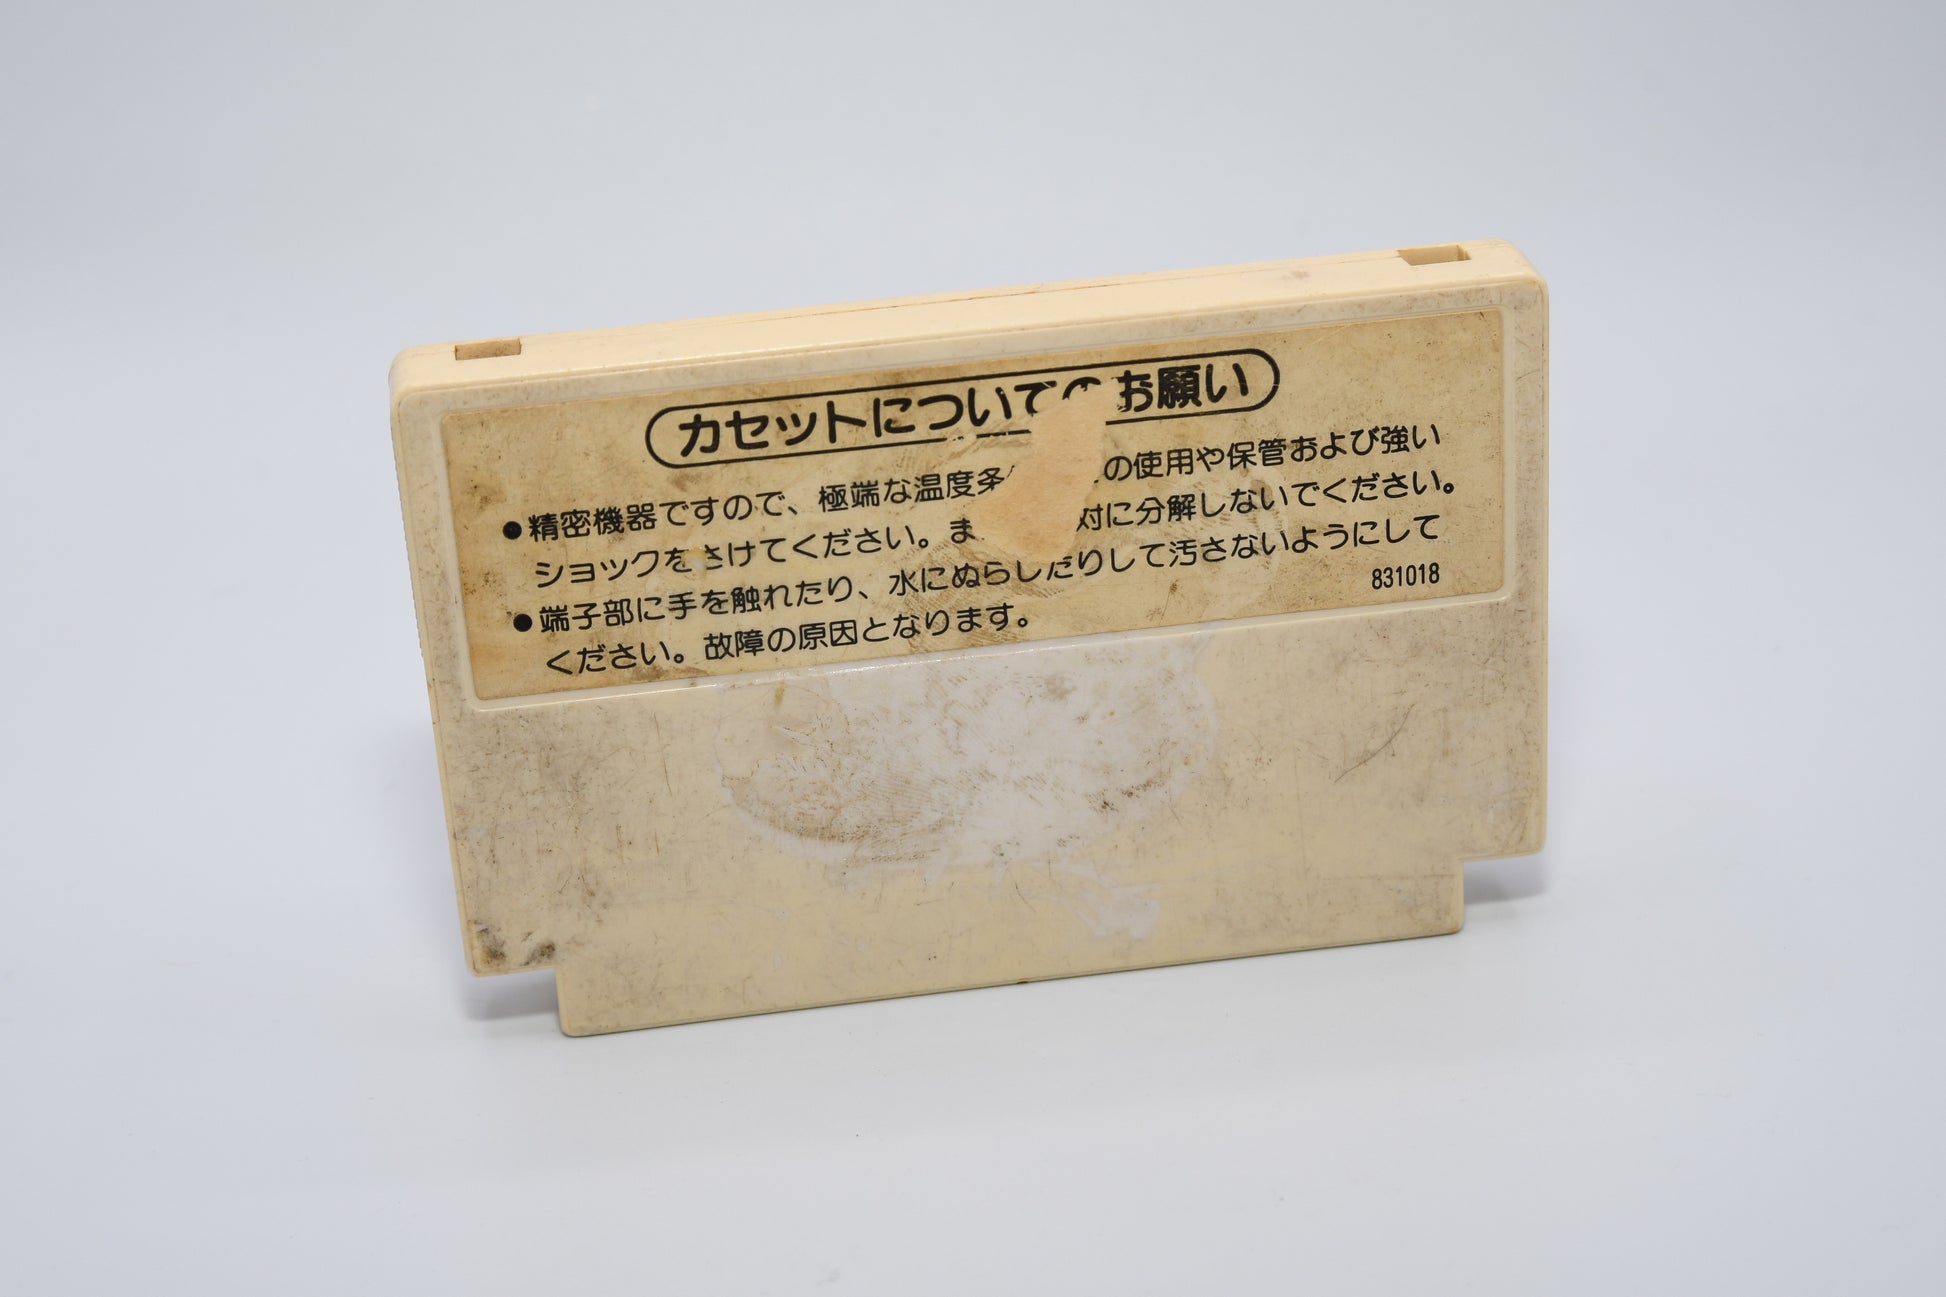 カセットについてのお願い
●精密機器ですので、極端な温度条 の使用や保管および強い
ショックをさけてください。ま 対に分解しないでください。
●端子部に手を触れたり、水にぬらしたりして汚さないようにして
ください。故障の原因となります。
831018